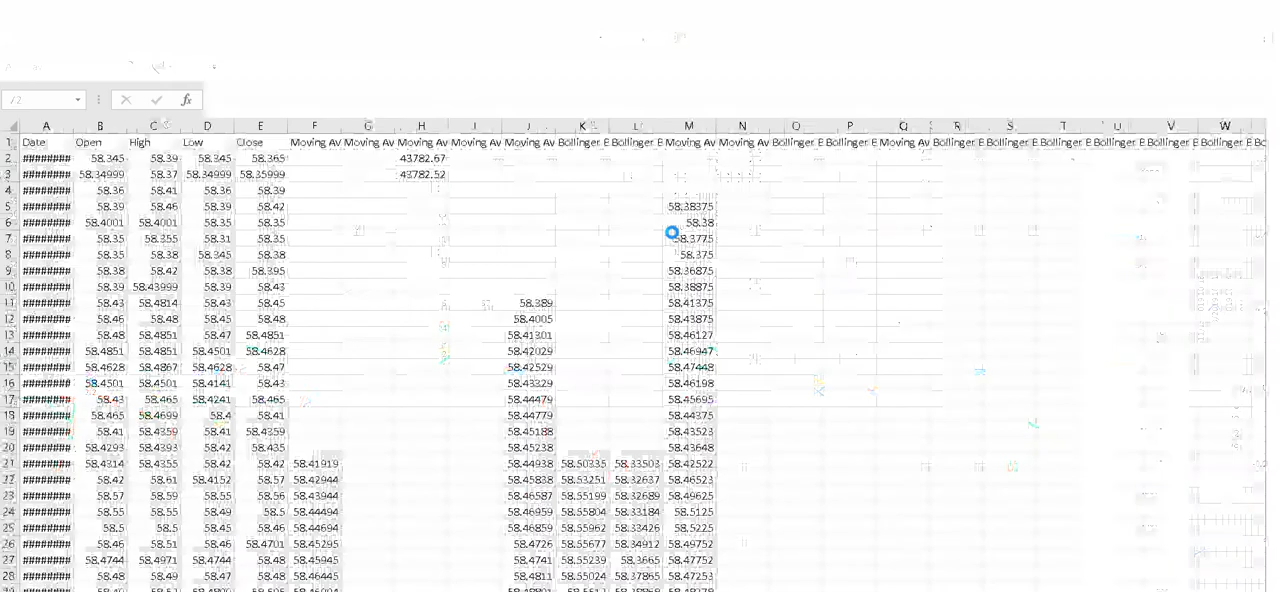 fx
A B C D E F G H I J K L M N O P Q R S T U V W
1 Date Open High Low Close Moving Av Moving Av Moving Av Moving Av Moving Av Bollinger B Bollinger B Moving Av Moving Av Bollinger B Bollinger B Moving Av Bollinger B Bollinger B Bollinger B Bollinger B Bollinger B Bollinger B
2 ######## 58.345 58.39 58.345 58.365 43782.67
3 ######## 58.34999 58.37 58.34999 58.35999 43782.52
4 ######## 58.36 58.41 58.36 58.39
5 ######## 58.39 58.46 58.39 58.42 58.38375
6 ######## 58.4001 58.4001 58.35 58.35 58.38
7 ######## 58.35 58.355 58.31 58.35 58.3775
8 ######## 58.35 58.38 58.345 58.38 58.375
9 ######## 58.38 58.42 58.38 58.395 58.36875
10 ######## 58.39 58.43999 58.39 58.43 58.38875
11 ######## 58.43 58.4814 58.43 58.45 58.389 58.41375
12 ######## 58.46 58.48 58.45 58.48 58.4005 58.43875
13 ######## 58.48 58.4851 58.47 58.4851 58.41301 58.46127
14 ######## 58.4851 58.4851 58.4501 58.4628 58.42029 58.46947
15 ######## 58.4628 58.4867 58.4628 58.47 58.42529 58.47448
16 ######## 58.4501 58.4501 58.4141 58.43 58.43329 58.46198
17 ######## 58.43 58.465 58.4241 58.465 58.44479 58.45695
18 ######## 58.465 58.4699 58.4 58.41 58.44779 58.44375
19 ######## 58.41 58.4359 58.41 58.4359 58.45188 58.43523
20 ######## 58.4293 58.4393 58.42 58.435 58.45238 58.43648
21 ######## 58.4314 58.4355 58.42 58.42 58.41919 58.44938 58.50335 58.33503 58.42522
22 ######## 58.42 58.61 58.4152 58.57 58.42944 58.45838 58.53251 58.32637 58.46523
23 ######## 58.57 58.59 58.55 58.56 58.43944 58.46587 58.55199 58.32689 58.49625
24 ######## 58.55 58.55 58.49 58.5 58.44494 58.46959 58.55804 58.33184 58.5125
25 ######## 58.5 58.5 58.45 58.46 58.44694 58.46859 58.55962 58.33426 58.5225
26 ######## 58.46 58.51 58.46 58.4701 58.45295 58.4726 58.55677 58.34912 58.49752
27 ######## 58.4744 58.4971 58.4744 58.48 58.45945 58.4741 58.55239 58.3665 58.47752
28 ######## 58.48 58.49 58.47 58.48 58.46445 58.4811 58.55024 58.37865 58.47253